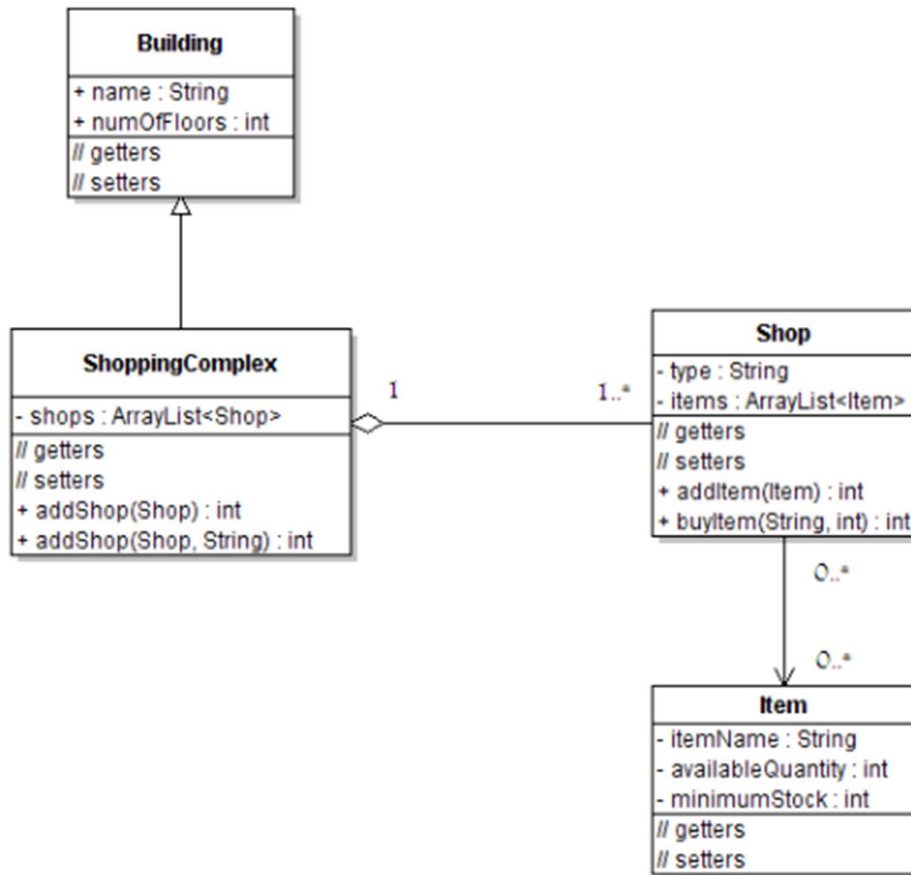 Building
+ name : String
+ numOfFloors : int
// getters
// setters
ShoppingComplex
- shops : ArrayList<Shop>
// getters
// setters
+ addShop(Shop) : int
+ addShop(Shop, String) : int
1
1..*
Shop
- type : String
- items : ArrayList<Item>
// getters
// setters
+ addItem(Item) : int
+ buyItem(String, int) : int
0..*
0..*
Item
- itemName : String
- availableQuantity : int
- minimumStock : int
// getters
// setters